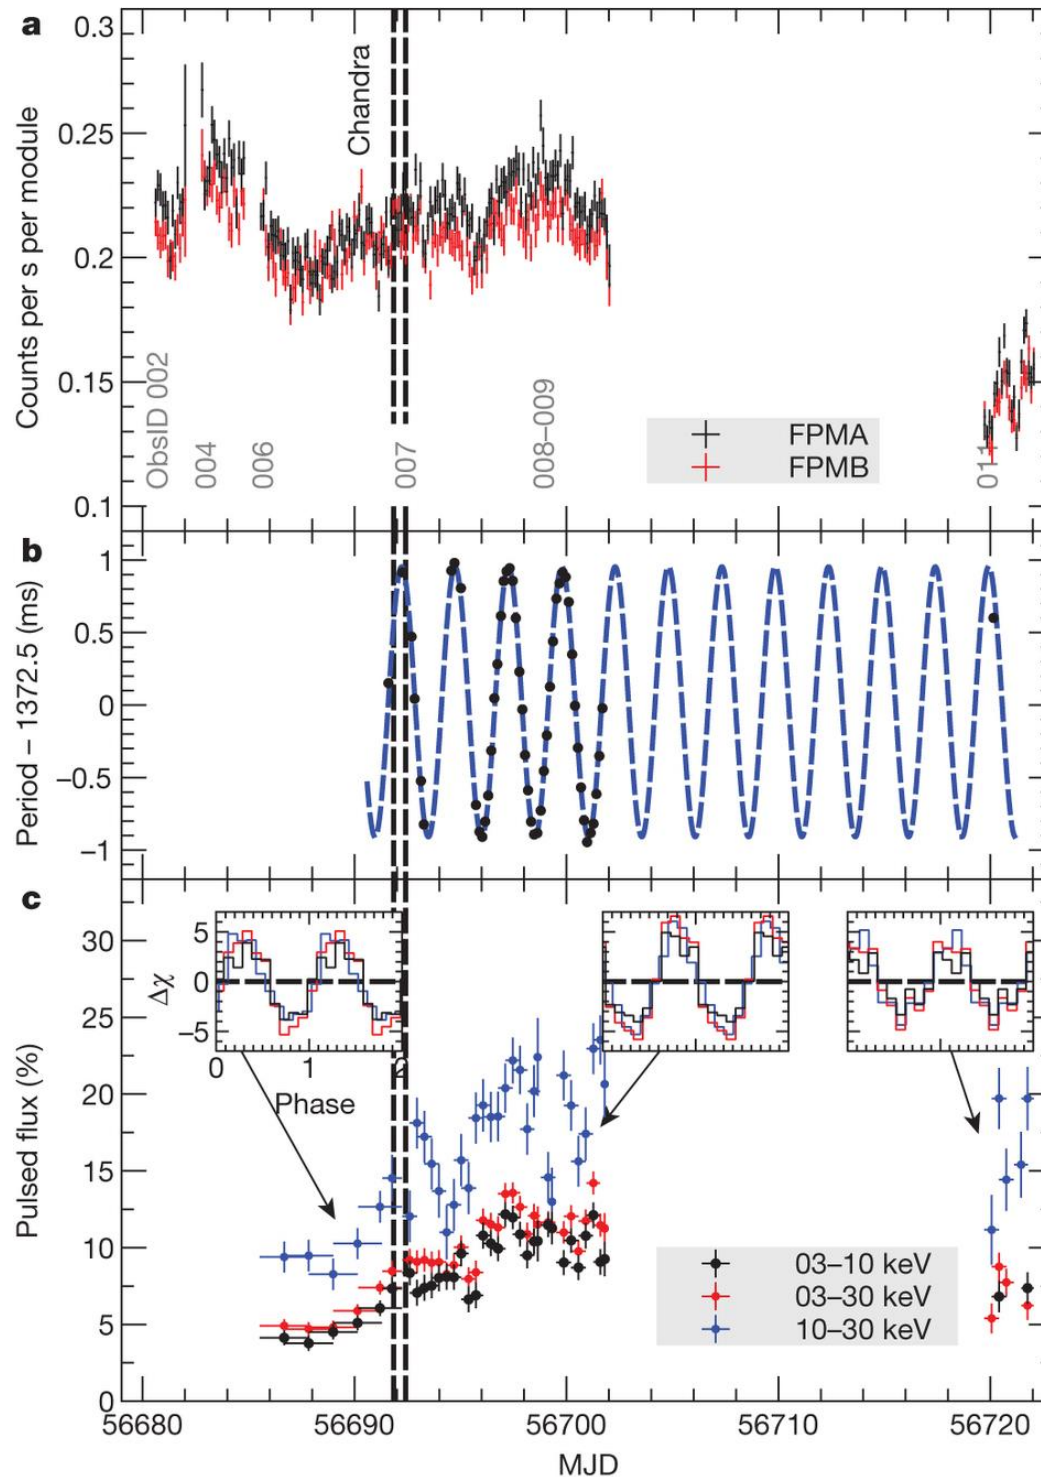 a
0.3
0.25
0.2
0.15
0.1
Counts per s per module
Chandra
ObsID 002
004
006
007
008–009
011
FPMA
FPMB
b
1
0.5
0
−0.5
−1
Period – 1372.5 (ms)
c
30
25
20
15
10
5
0
Pulsed flux (%)
5
0
−5
Δχ
0
1
2
Phase
03–10 keV
03–30 keV
10–30 keV
56680
56690
56700
56710
56720
MJD